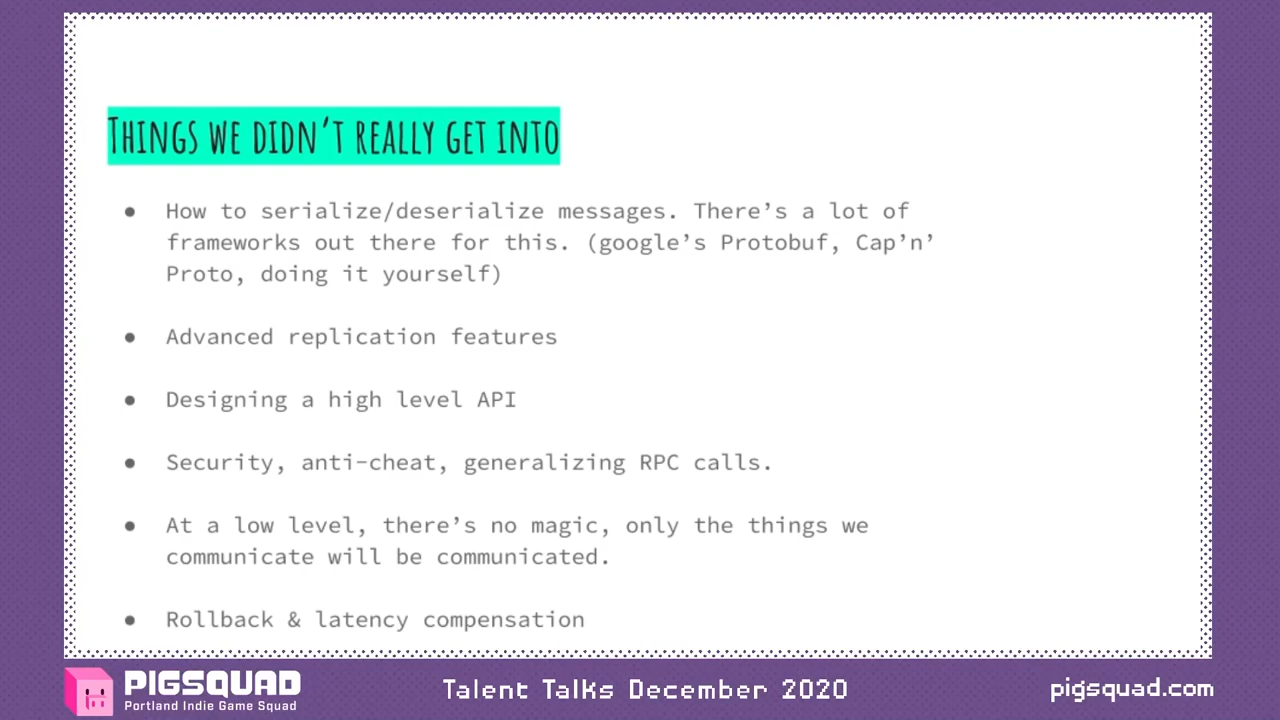 Things we didn't really get into
● How to serialize/deserialize messages. There's a lot of
frameworks out there for this. (google's Protobuf, Cap'n'
Proto, doing it yourself)
● Advanced replication features
● Designing a high level API
● Security, anti-cheat, generalizing RPC calls.
● At a low level, there's no magic, only the things we
communicate will be communicated.
● Rollback & latency compensation
PIGSQUAD
Portland Indie Game Squad
Talent Talks December 2020
pigsquad.com